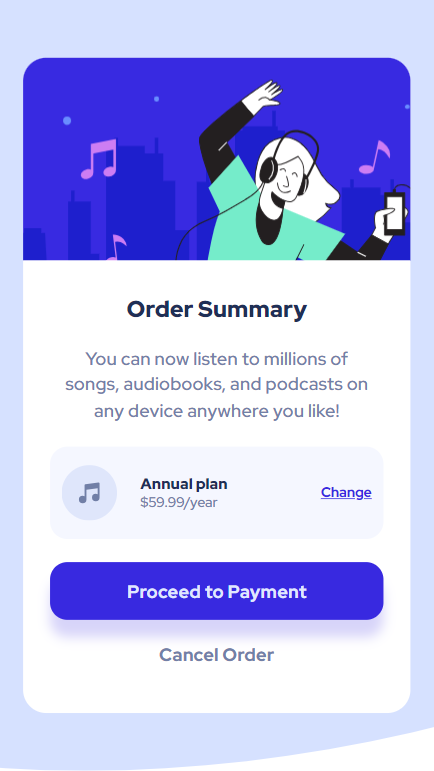 Order Summary
You can now listen to millions of
songs, audiobooks, and podcasts on
any device anywhere you like!
Annual plan
$59.99/year
Change
Proceed to Payment
Cancel Order